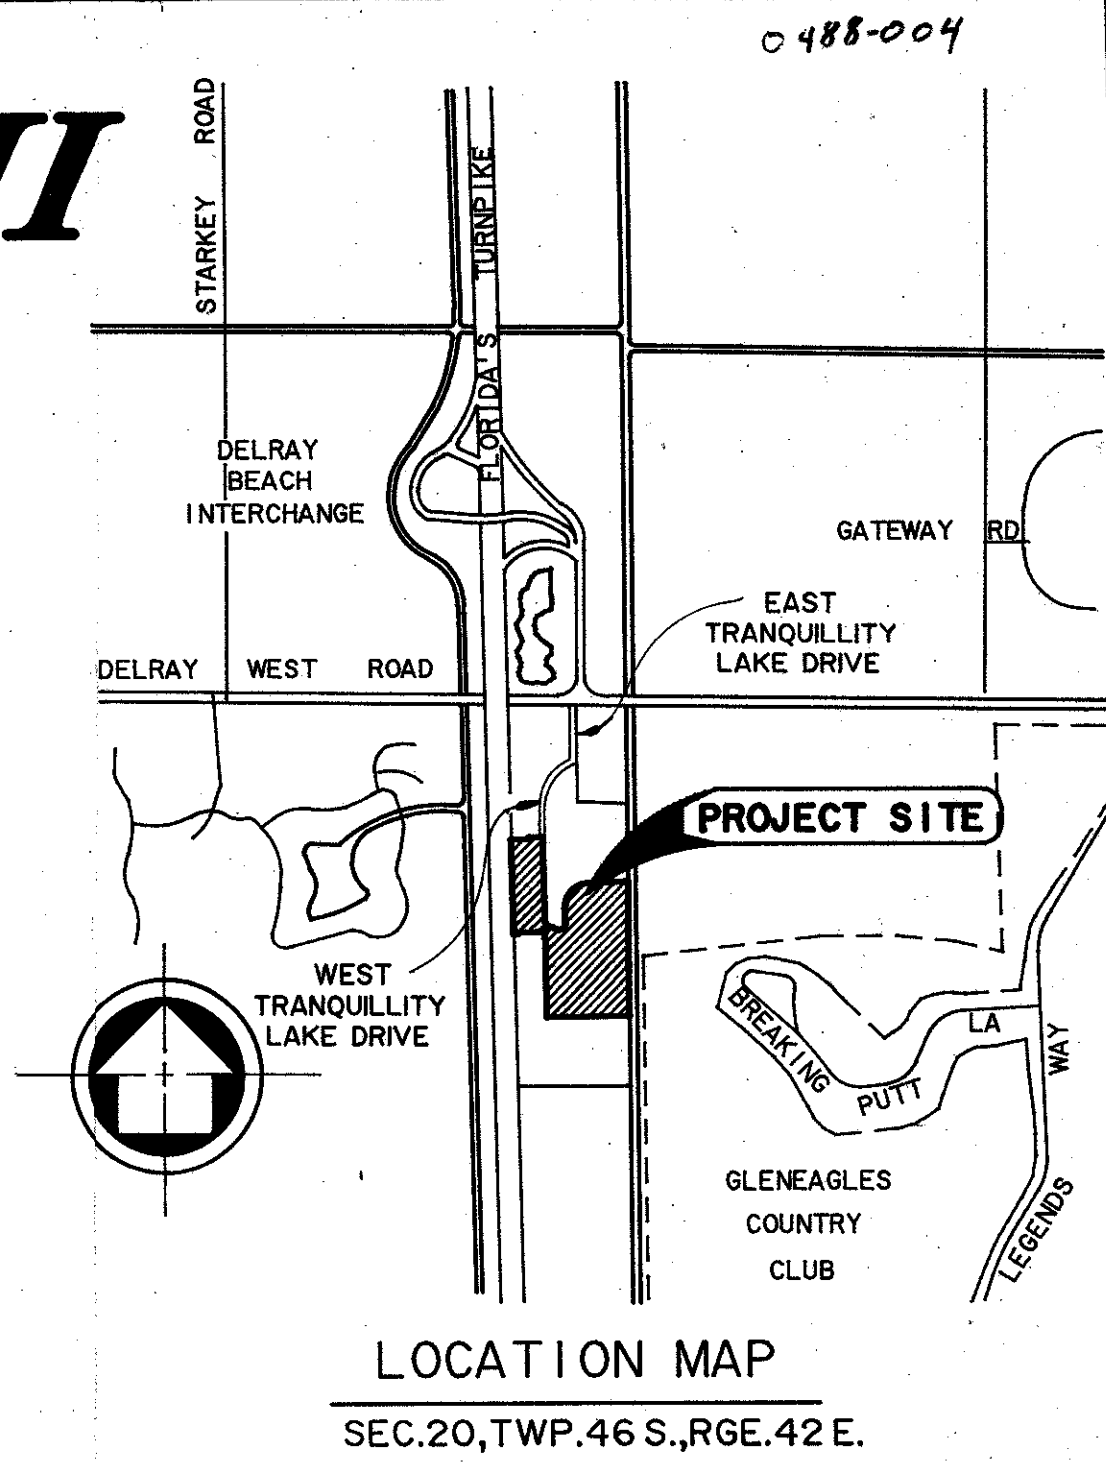 0488-004
VI
STARKEY ROAD
FLORIDA'S TURNPIKE
DELRAY
BEACH
INTERCHANGE
GATEWAY RD
EAST
TRANQUILLITY
LAKE DRIVE
DELRAY WEST ROAD
PROJECT SITE
WEST
TRANQUILLITY
LAKE DRIVE
BREAKING
PUTT
LA
WAY
LEGENDS
GLENEAGLES
COUNTRY
CLUB
LOCATION MAP
SEC.20,TWP.46 S.,RGE.42 E.